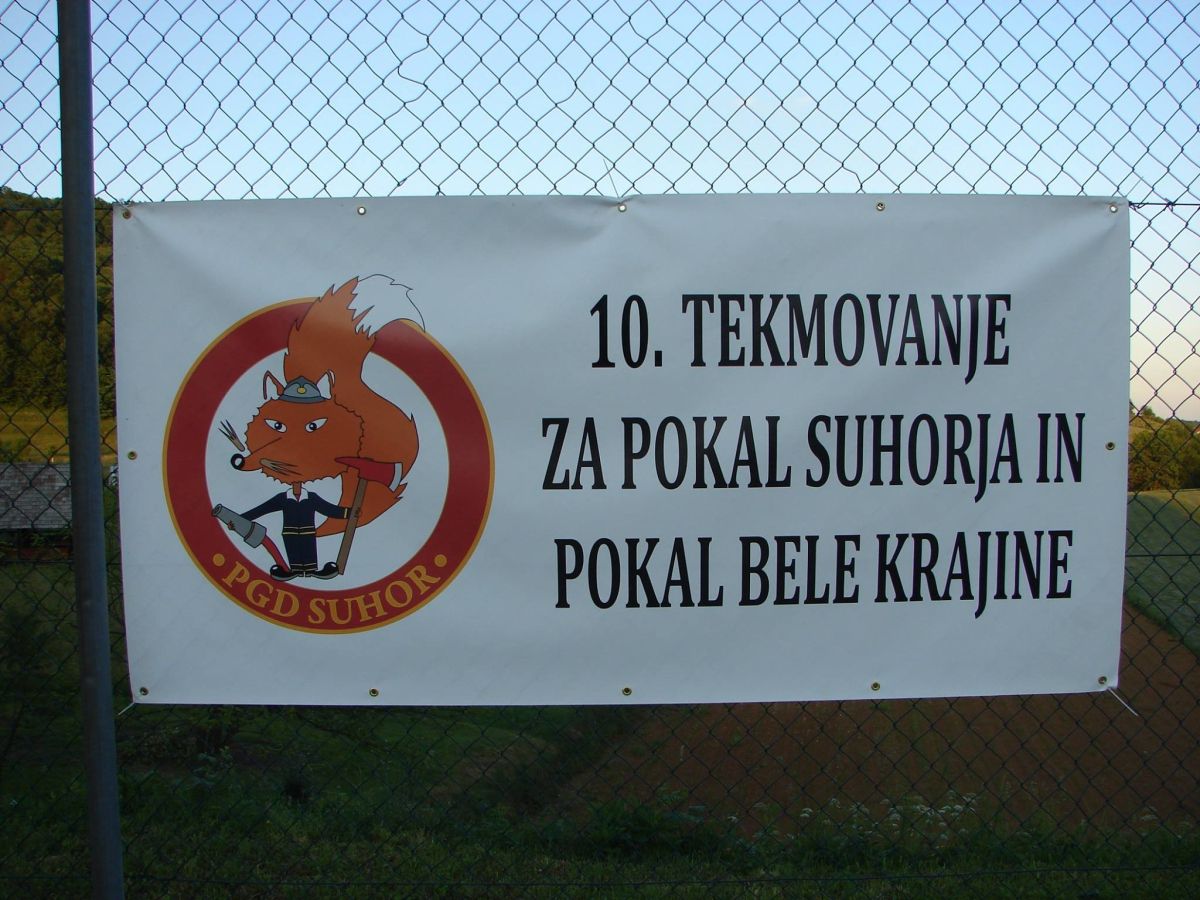 10. TEKMOVANJE
ZA POKAL SUHORJA IN
POKAL BELE KRAJINE
• PGD SUHOR •